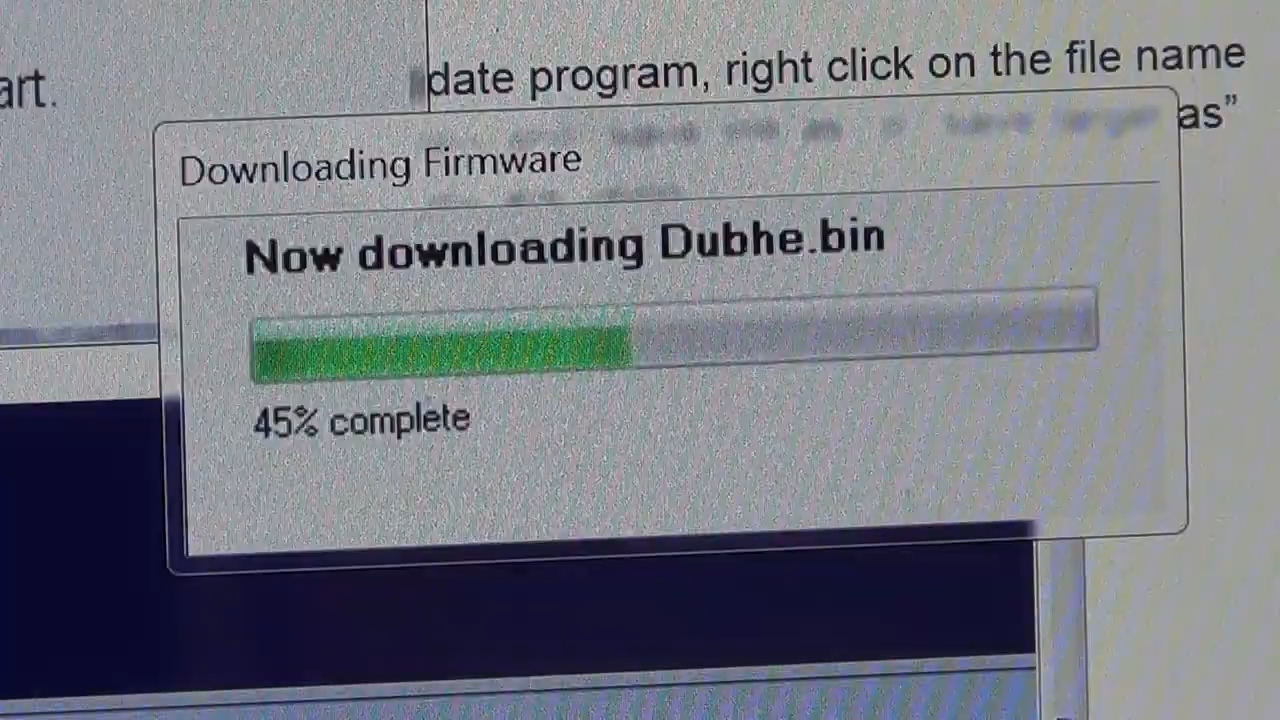 art.
date program, right click on the file name
as”
Downloading Firmware
Now downloading Dubhe.bin
45% complete